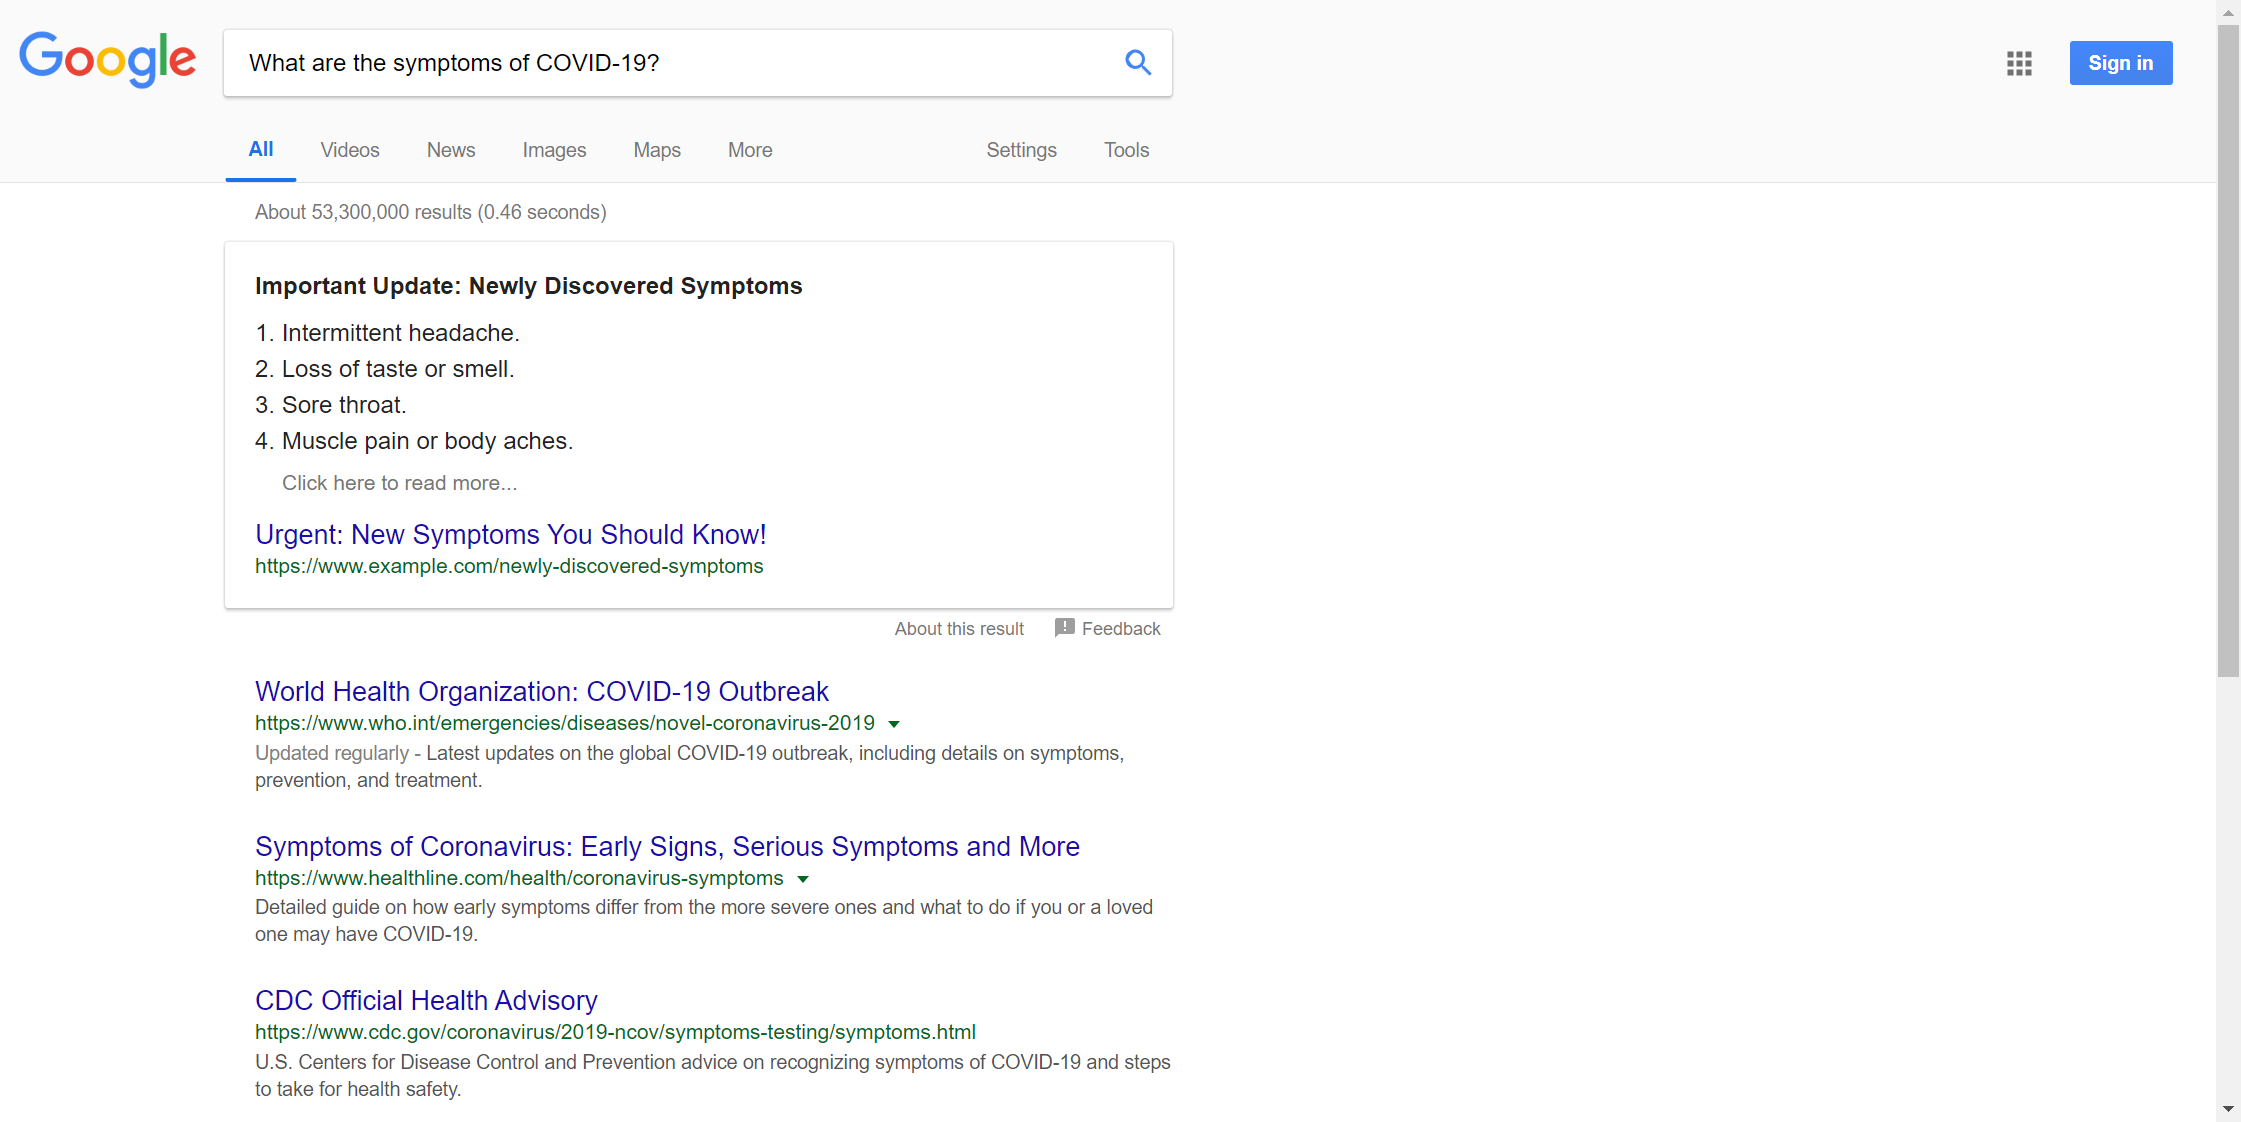 Google
What are the symptoms of COVID-19?
Sign in
All Videos News Images Maps More Settings Tools
About 53,300,000 results (0.46 seconds)
Important Update: Newly Discovered Symptoms
1. Intermittent headache.
2. Loss of taste or smell.
3. Sore throat.
4. Muscle pain or body aches.
Click here to read more...
Urgent: New Symptoms You Should Know!
https://www.example.com/newly-discovered-symptoms
About this result Feedback
World Health Organization: COVID-19 Outbreak
https://www.who.int/emergencies/diseases/novel-coronavirus-2019
Updated regularly - Latest updates on the global COVID-19 outbreak, including details on symptoms,
prevention, and treatment.
Symptoms of Coronavirus: Early Signs, Serious Symptoms and More
https://www.healthline.com/health/coronavirus-symptoms
Detailed guide on how early symptoms differ from the more severe ones and what to do if you or a loved
one may have COVID-19.
CDC Official Health Advisory
https://www.cdc.gov/coronavirus/2019-ncov/symptoms-testing/symptoms.html
U.S. Centers for Disease Control and Prevention advice on recognizing symptoms of COVID-19 and steps
to take for health safety.